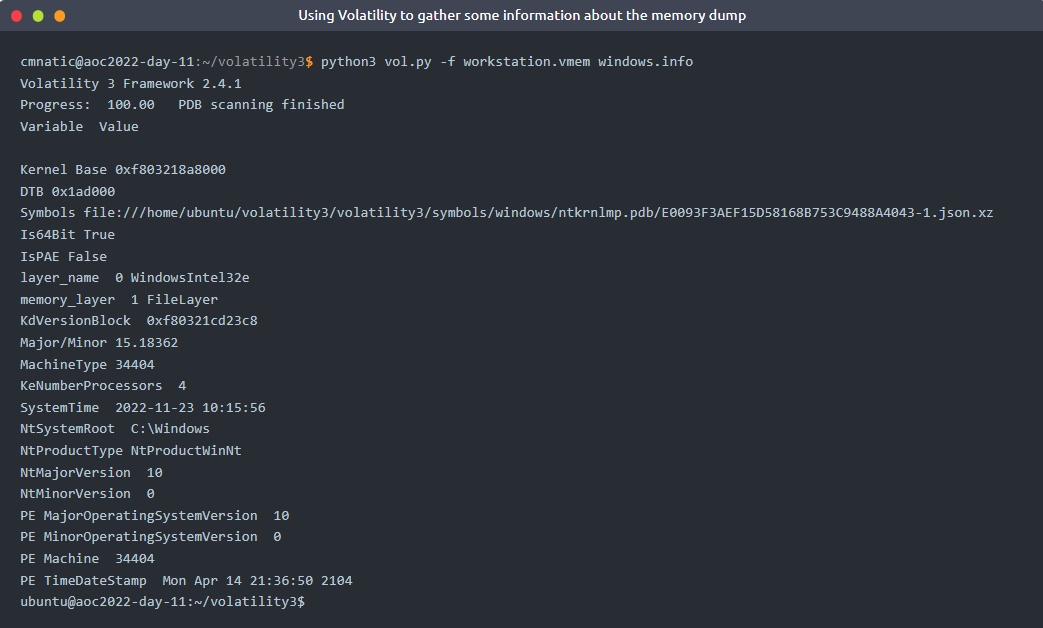 Using Volatility to gather some information about the memory dump
cmnatic@aoc2022-day-11:~/volatility3$ python3 vol.py -f workstation.vmem windows.info
Volatility 3 Framework 2.4.1
Progress:  100.00   PDB scanning finished
Variable  Value
Kernel Base 0xf803218a8000
DTB 0x1ad000
Symbols file:///home/ubuntu/volatility3/volatility3/symbols/windows/ntkrnlmp.pdb/E0093F3AEF15D58168B753C9488A4043-1.json.xz
Is64Bit True
IsPAE False
layer_name  0 WindowsIntel32e
memory_layer  1 FileLayer
KdVersionBlock  0xf80321cd23c8
Major/Minor 15.18362
MachineType 34404
KeNumberProcessors  4
SystemTime  2022-11-23 10:15:56
NtSystemRoot  C:\Windows
NtProductType NtProductWinNt
NtMajorVersion  10
NtMinorVersion  0
PE MajorOperatingSystemVersion  10
PE MinorOperatingSystemVersion  0
PE Machine  34404
PE TimeDateStamp  Mon Apr 14 21:36:50 2104
ubuntu@aoc2022-day-11:~/volatility3$